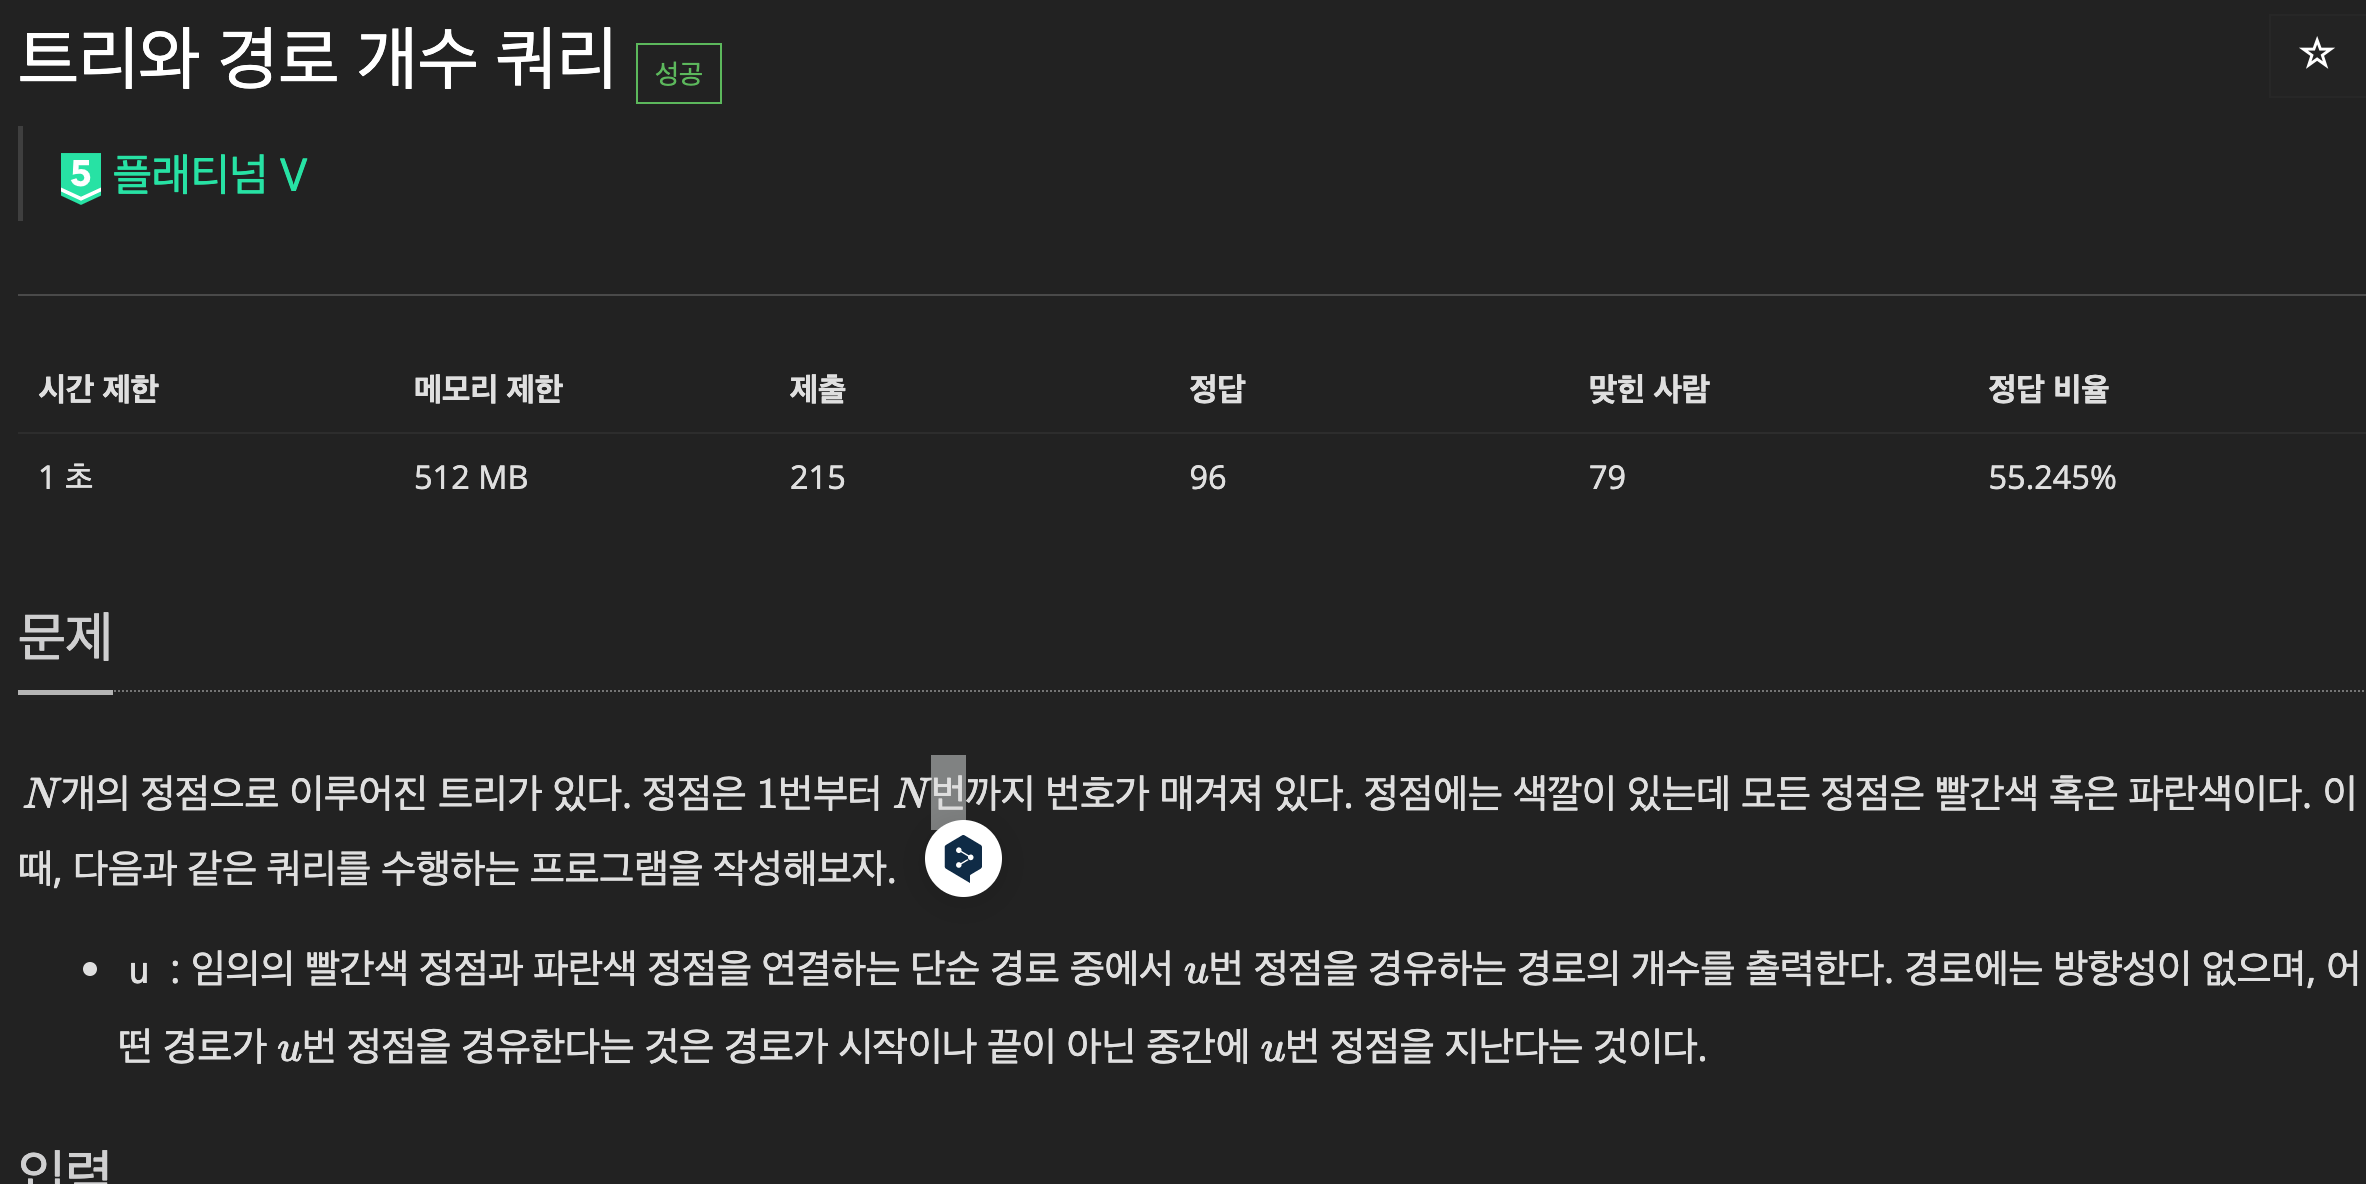 트리와 경로 개수 쿼리 성공
5 플래티넘 V
시간 제한 메모리 제한 제출 정답 맞힌 사람 정답 비율
1 초 512 MB 215 96 79 55.245%
문제
N개의 정점으로 이루어진 트리가 있다. 정점은 1번부터 N번까지 번호가 매겨져 있다. 정점에는 색깔이 있는데 모든 정점은 빨간색 혹은 파란색이다. 이
때, 다음과 같은 쿼리를 수행하는 프로그램을 작성해보자.
• u : 임의의 빨간색 정점과 파란색 정점을 연결하는 단순 경로 중에서 u번 정점을 경유하는 경로의 개수를 출력한다. 경로에는 방향성이 없으며, 어
떤 경로가 u번 정점을 경유한다는 것은 경로가 시작이나 끝이 아닌 중간에 u번 정점을 지난다는 것이다.
입력